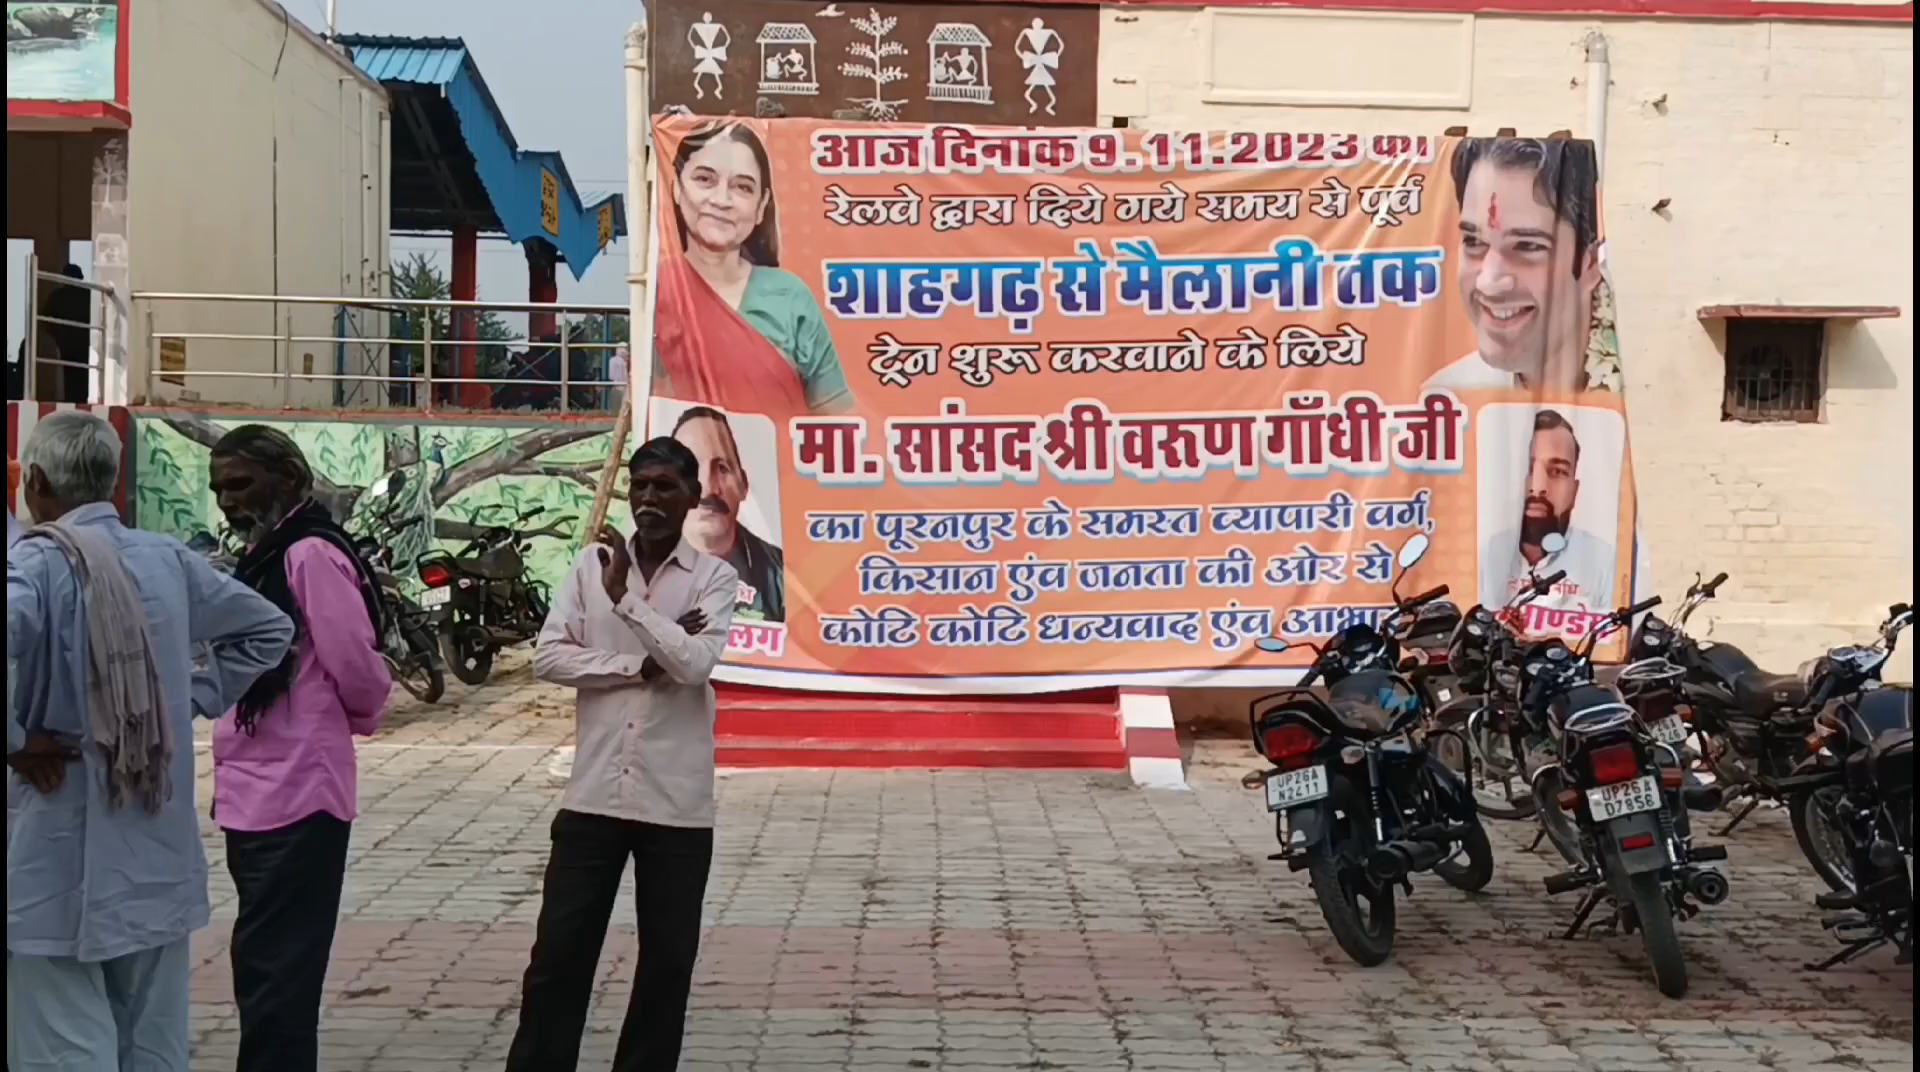 आज दिनांक 9.11.2023 को
रेलवे द्वारा दिये गये समय से पूर्व
शाहगढ़ से मैलानी तक
ट्रेन शुरू करवाने के लिये
मा. सांसद श्री वरुण गाँधी जी
का पूरनपुर के समस्त व्यापारी वर्ग,
किसान एंव जनता की ओर से
कोटि कोटि धन्यवाद एंव
UP26A
N2411
UP26A
D7856